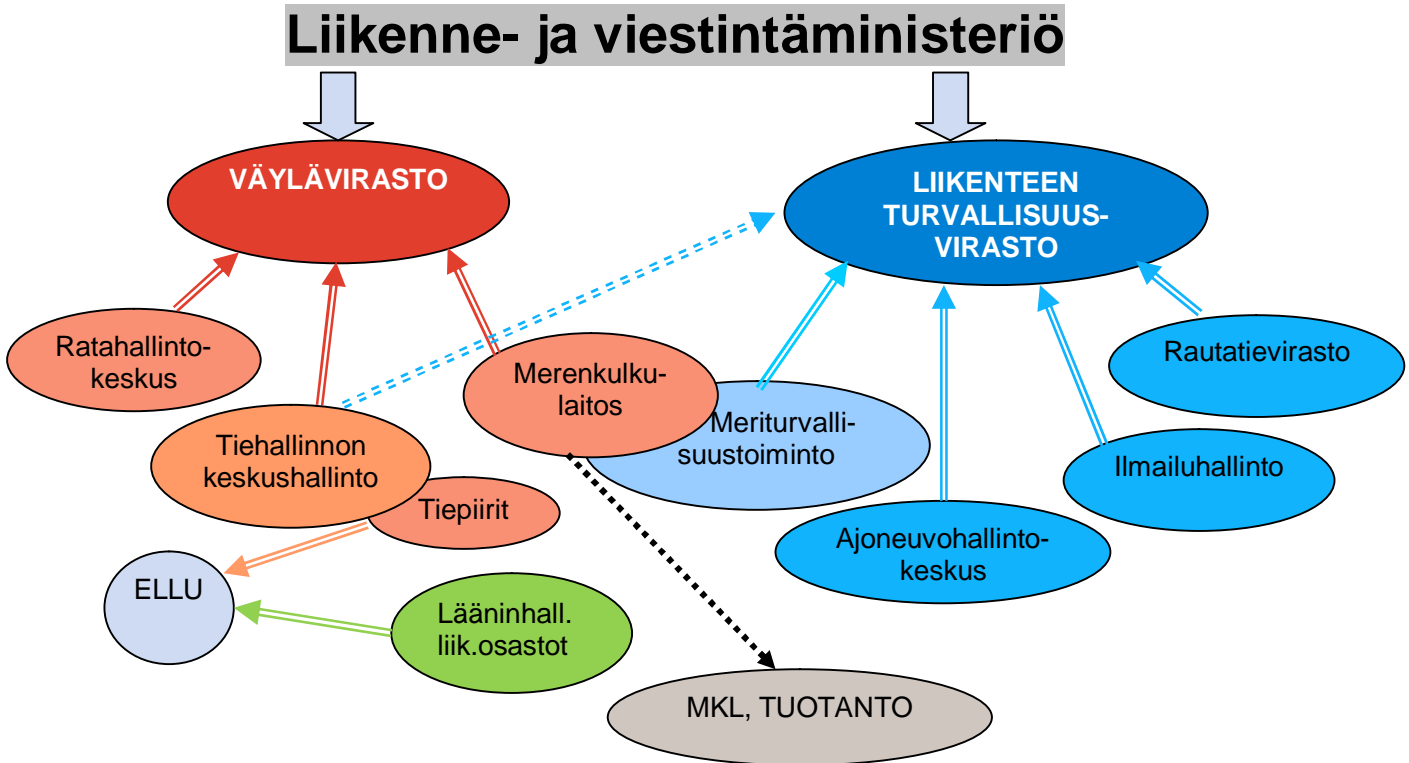 Liikenne- ja viestintäministeriö
VÄYLÄVIRASTO
LIIKENTEEN
TURVALLISUUS-
VIRASTO
Ratahallinto-
keskus
Merenkulku-
laitos
Rautatievirasto
Tiehallinnon
keskushallinto
Meriturvalli-
suustoiminto
Ilmailuhallinto
Tiepiirit
Ajoneuvohallinto-
keskus
ELLU
Lääninhall.
liik.osastot
MKL, TUOTANTO